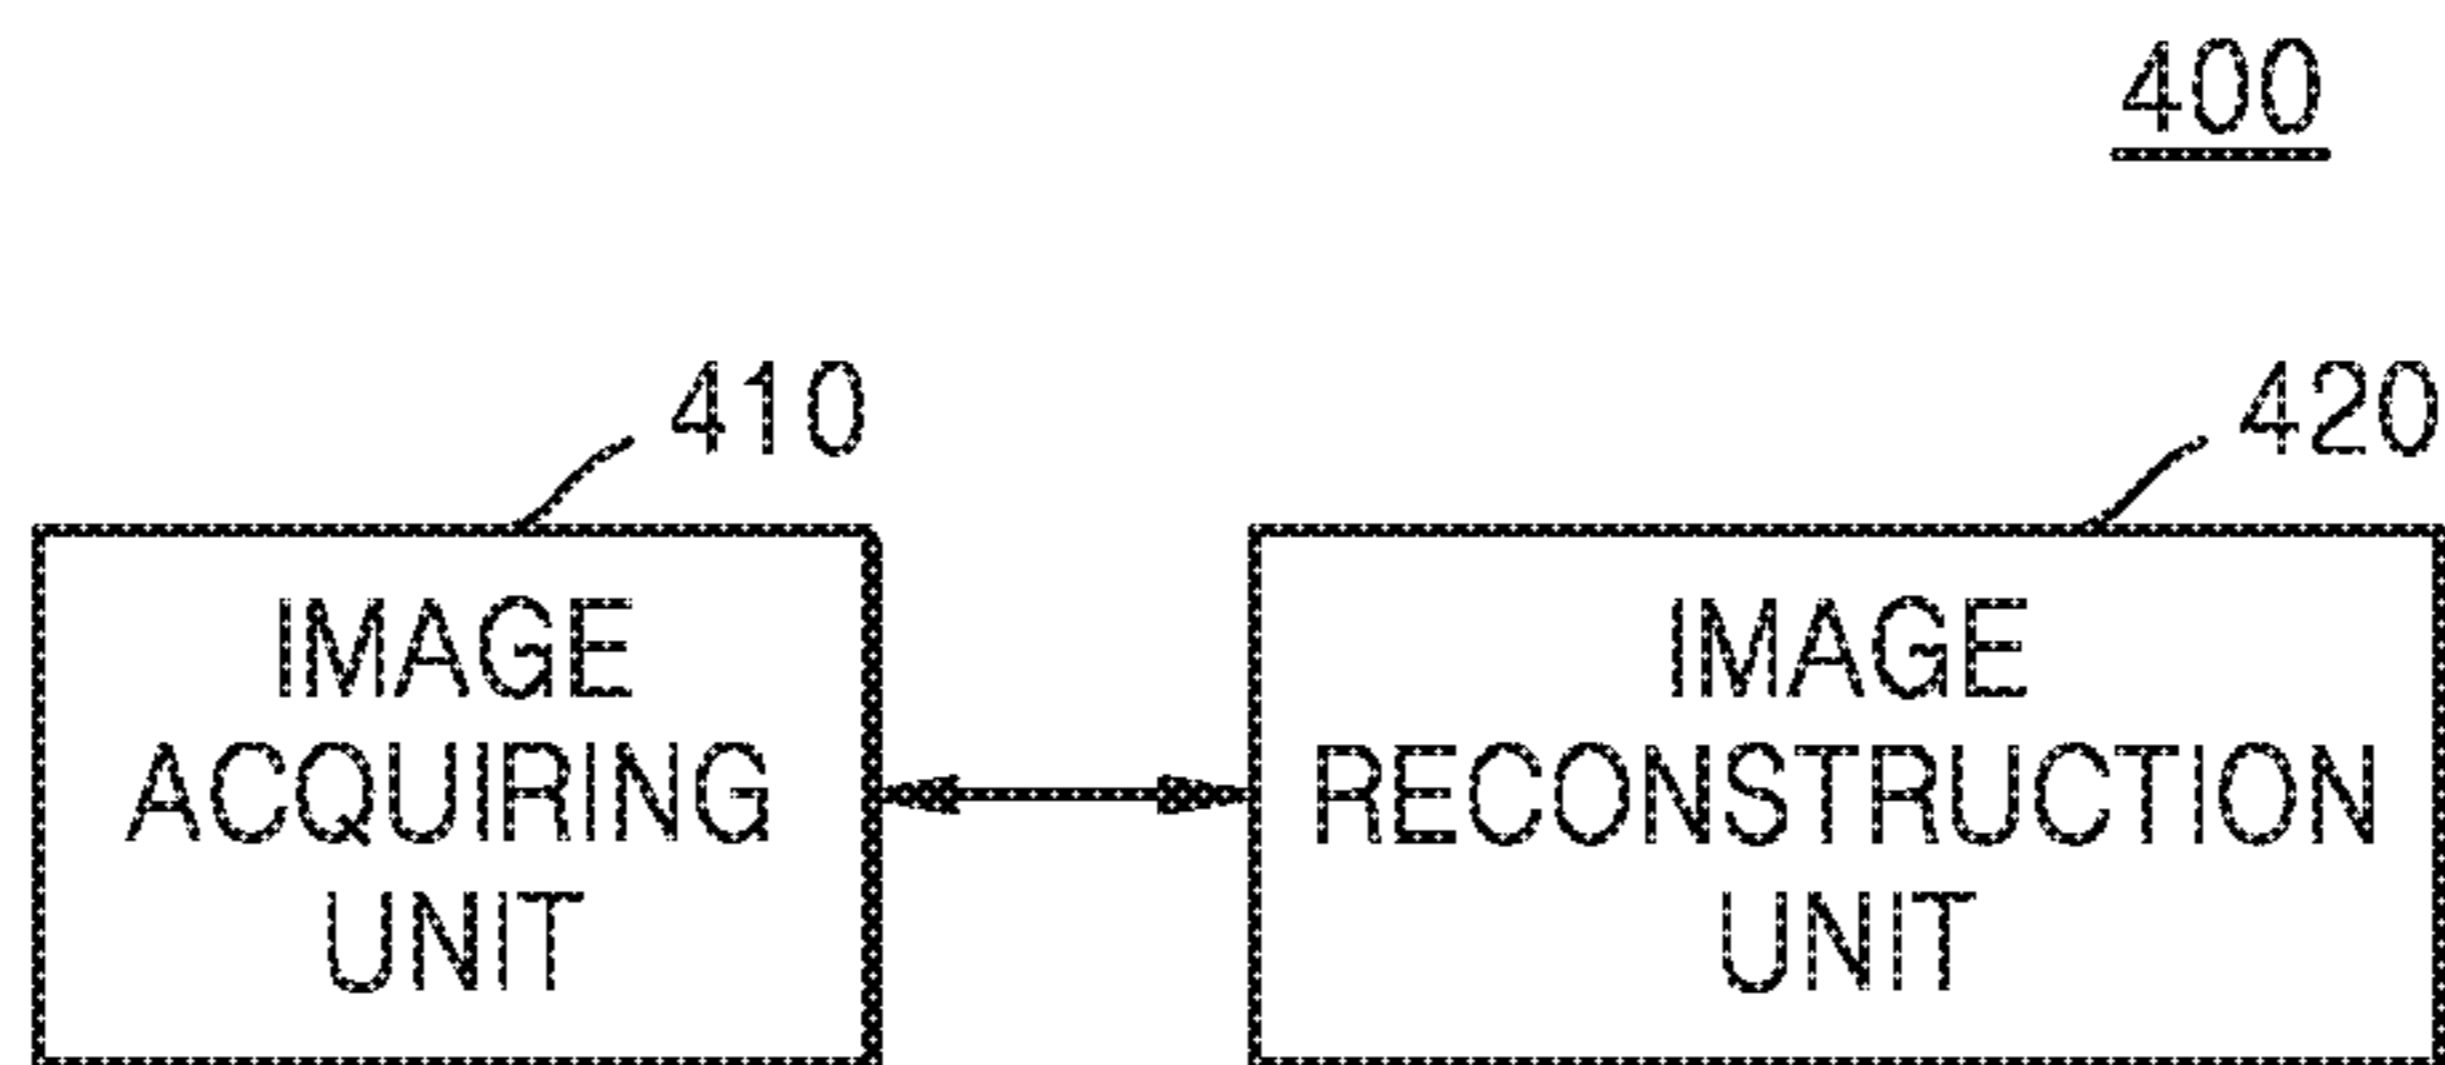 400
410
420
IMAGE
ACQUIRING
UNIT
IMAGE
RECONSTRUCTION
UNIT